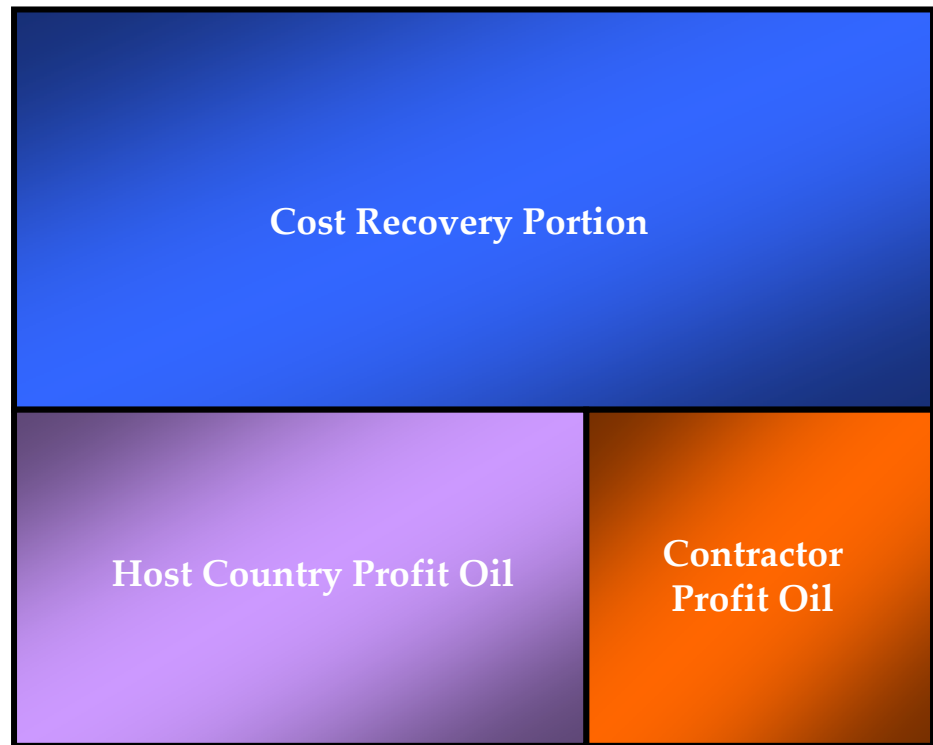 Cost Recovery Portion
Host Country Profit Oil
Contractor
Profit Oil